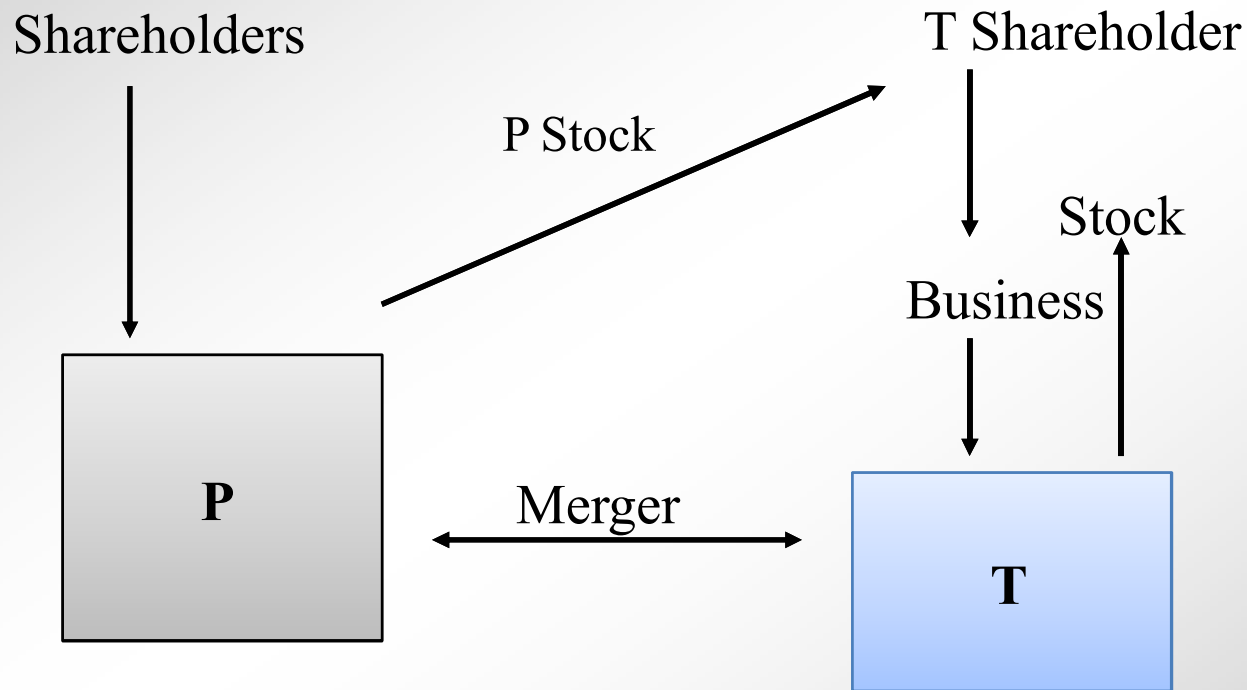 Shareholders
T Shareholder
P Stock
Stock
Business
P
Merger
T